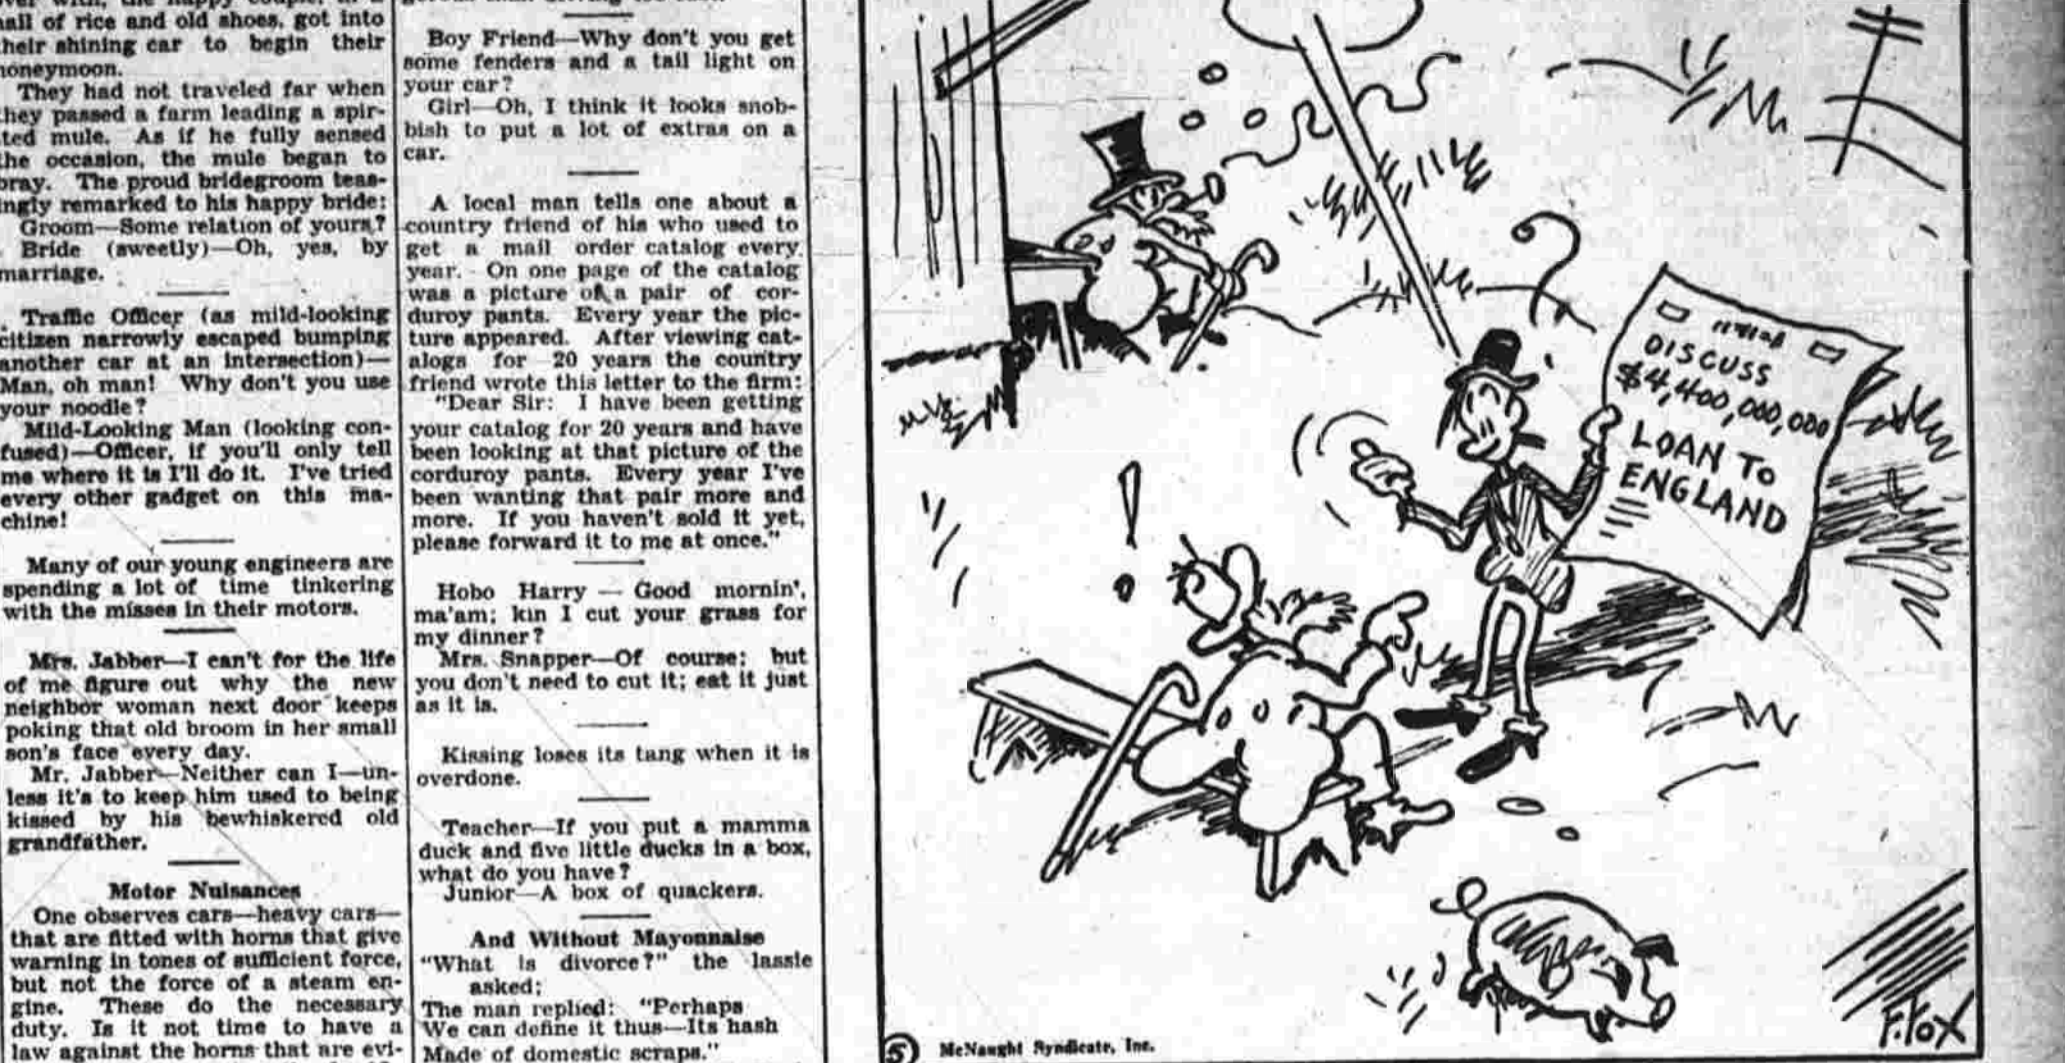 over with, the happy couple, in a
hail of rice and old shoes, got into
their shining car to begin their
honeymoon.
They had not traveled far when
they passed a farm leading a spir-
ited mule. As if he fully sensed
the occasion, the mule began to
bray. The proud bridegroom teas-
ingly remarked to his happy bride:
Groom—Some relation of yours?
Bride (sweetly)—Oh, yes, by
marriage.
Traffic Officer (as mild-looking
citizen narrowly escaped bumping
another car at an intersection)—
Man, oh man! Why don't you use
your noodle?
Mild-Looking Man (looking con-
fused)—Officer, if you'll only tell
me where it is I'll do it. I've tried
every other gadget on this ma-
chine!
Many of our young engineers are
spending a lot of time tinkering
with the misses in their motors.
Mrs. Jabber—I can't for the life
of me figure out why the new
neighbor woman next door keeps
poking that old broom in her small
son's face every day.
Mr. Jabber—Neither can I—un-
less it's to keep him used to being
kissed by his bewhiskered old
grandfather.
Motor Nuisances
One observes cars—heavy cars—
that are fitted with horns that give
warning in tones of sufficient force,
but not the force of a steam en-
gine. These do the necessary
duty. Is it not time to have a
law against the horns that are evi-
Boy Friend—Why don't you get
some fenders and a tail light on
your car?
Girl—Oh, I think it looks snob-
bish to put a lot of extras on a
car.
A local man tells one about a
country friend of his who used to
get a mail order catalog every
year. On one page of the catalog
was a picture of a pair of cor-
duroy pants. Every year the pic-
ture appeared. After viewing cat-
alogs for 20 years the country
friend wrote this letter to the firm:
"Dear Sir: I have been getting
your catalog for 20 years and have
been looking at that picture of the
corduroy pants. Every year I've
been wanting that pair more and
more. If you haven't sold it yet,
please forward it to me at once."
Hobo Harry — Good mornin',
ma'am; kin I cut your grass for
my dinner?
Mrs. Snapper—Of course; but
you don't need to cut it; eat it just
as it is.
Kissing loses its tang when it is
overdone.
Teacher—If you put a mamma
duck and five little ducks in a box,
what do you have?
Junior—A box of quackers.
And Without Mayonnaise
"What is divorce?" the lassie
asked;
The man replied: "Perhaps
We can define it thus—Its hash
Made of domestic scraps."
?
DISCUSS
$4,400,000,000
LOAN TO
ENGLAND
!
F. FOX
5 McNaught Syndicate, Inc.